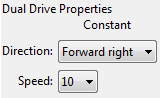 Dual Drive Properties
Constant
Direction: Forward right
Speed: 10